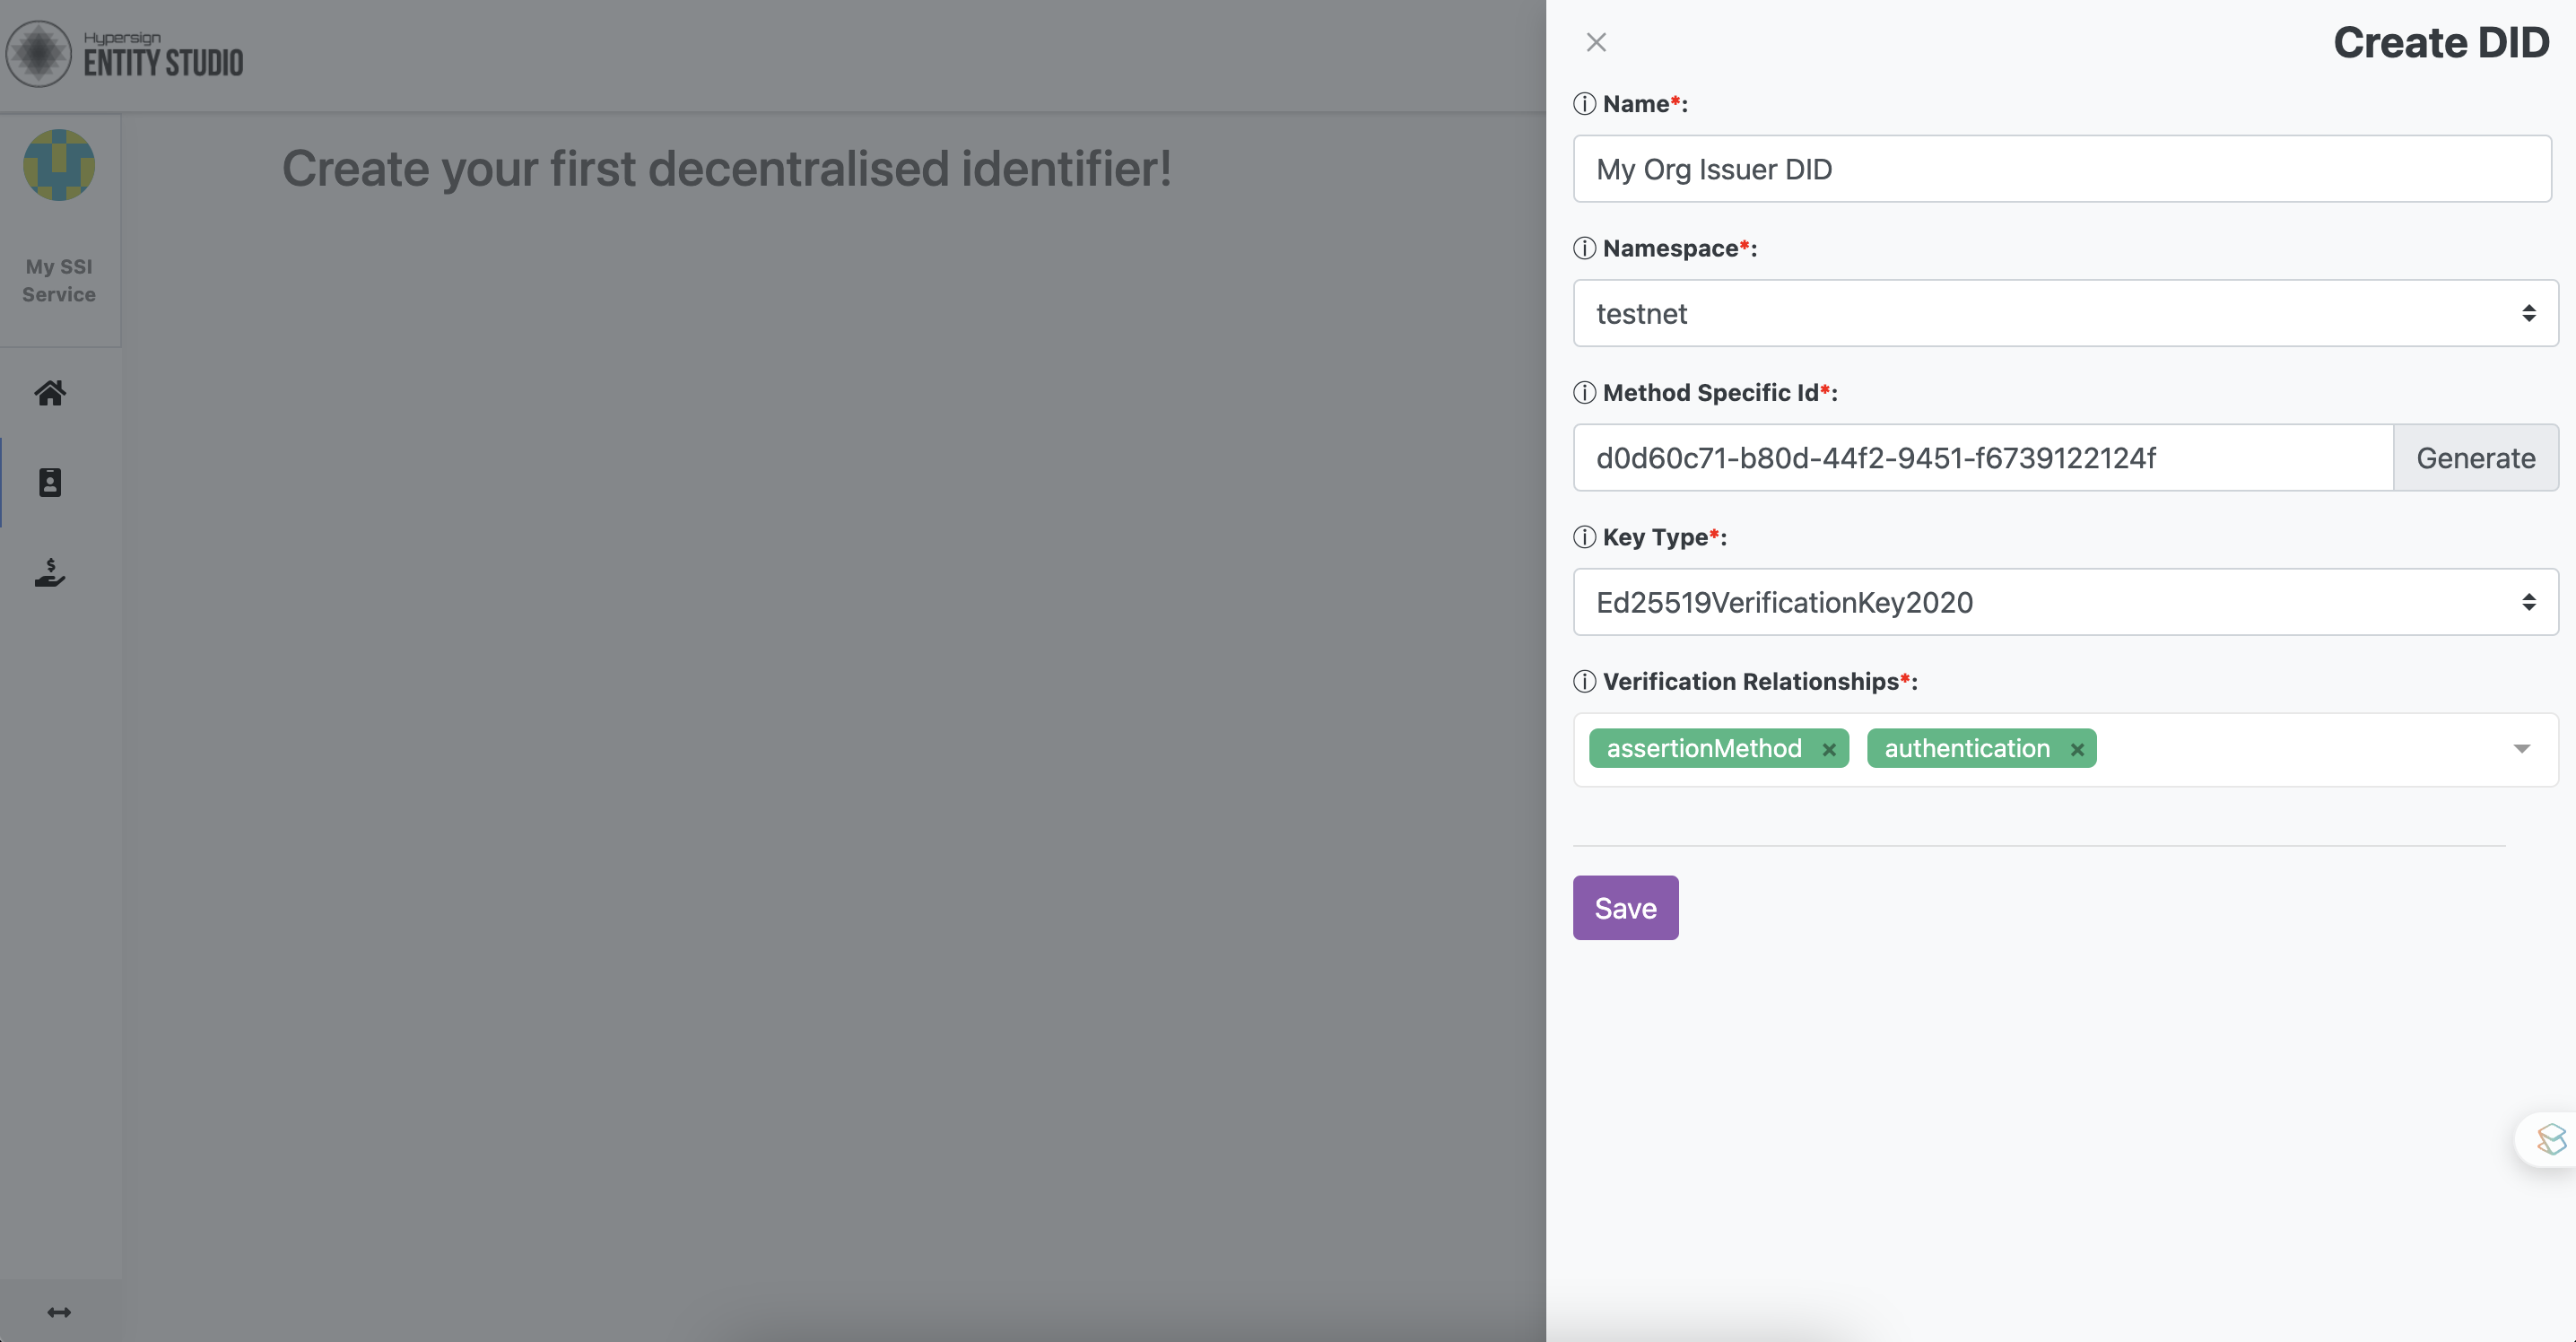 Hypersign
ENTITY STUDIO
My SSI
Service
Create your first decentralised identifier!
Create DID
Name*:
My Org Issuer DID
Namespace*:
testnet
Method Specific Id*:
d0d60c71-b80d-44f2-9451-f6739122124f
Generate
Key Type*:
Ed25519VerificationKey2020
Verification Relationships*:
assertionMethod × authentication ×
Save